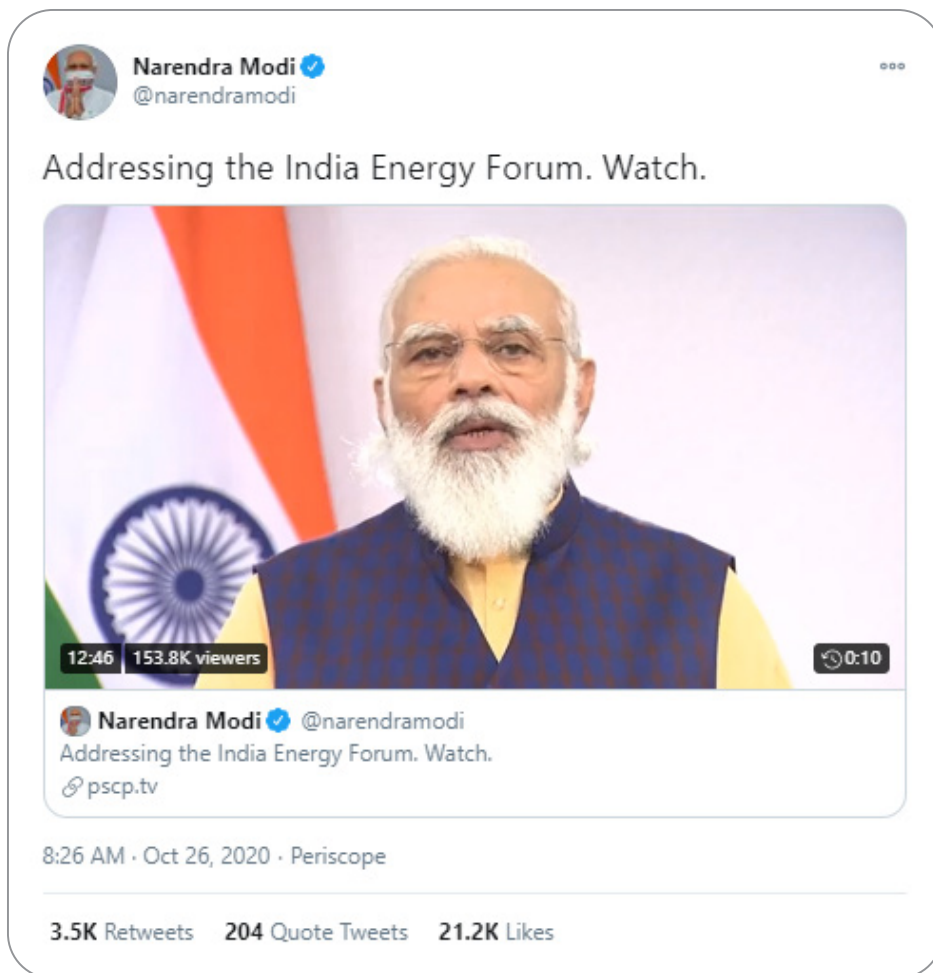 Narendra Modi
@narendramodi
Addressing the India Energy Forum. Watch.
12:46 153.8K viewers 0:10
Narendra Modi @narendramodi
Addressing the India Energy Forum. Watch.
pscp.tv
8:26 AM · Oct 26, 2020 · Periscope
3.5K Retweets 204 Quote Tweets 21.2K Likes